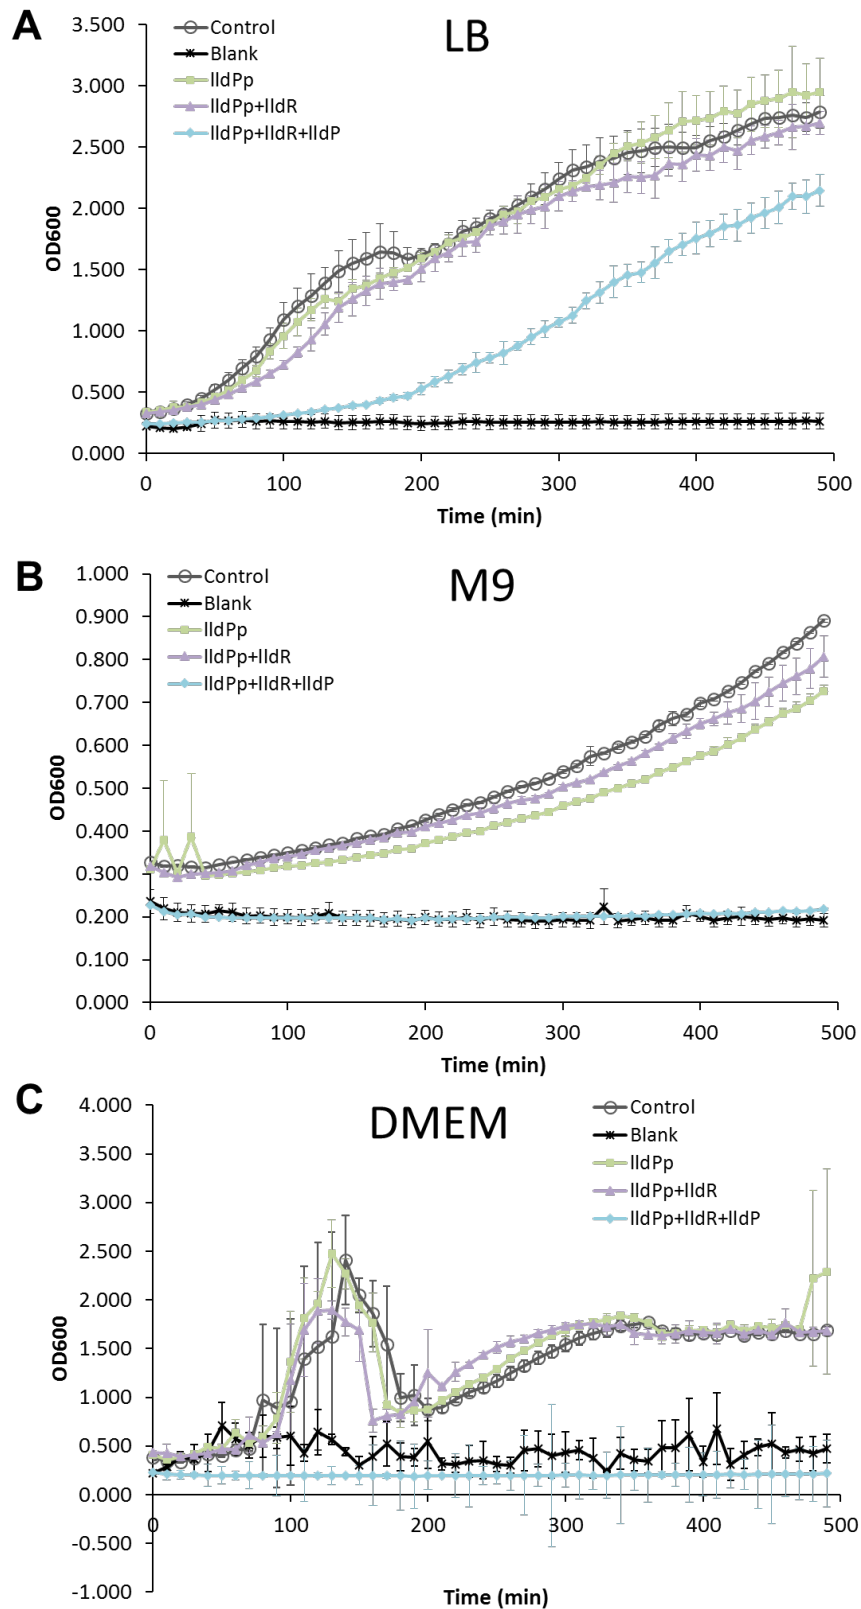 A
LB
Control
Blank
lldPp
lldPp+lldR
lldPp+lldR+lldP
3.500
3.000
2.500
2.000
1.500
1.000
0.500
0.000
OD600
0 100 200 300 400 500
Time (min)
B
M9
Control
Blank
lldPp
lldPp+lldR
lldPp+lldR+lldP
1.000
0.900
0.800
0.700
0.600
0.500
0.400
0.300
0.200
0.100
0.000
OD600
0 100 200 300 400 500
Time (min)
C
DMEM
Control
Blank
lldPp
lldPp+lldR
lldPp+lldR+lldP
4.000
3.500
3.000
2.500
2.000
1.500
1.000
0.500
0.000
-0.500
-1.000
OD600
0 100 200 300 400 500
Time (min)